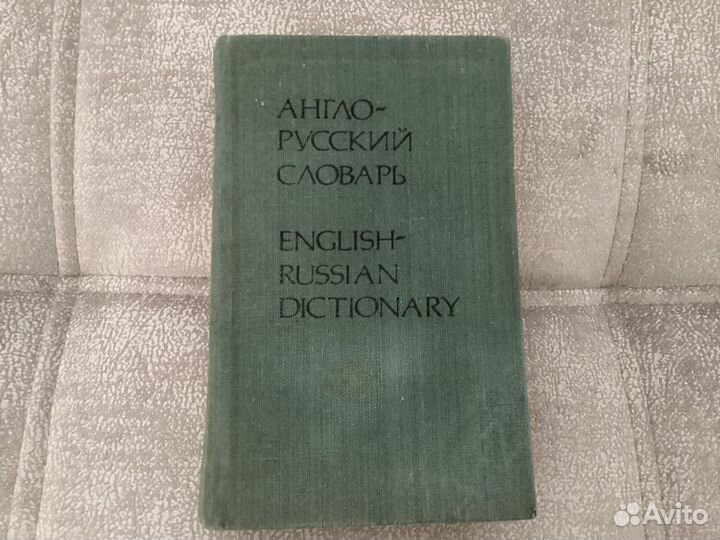 АНГЛО-
РУССКИЙ
СЛОВАРЬ
ENGLISH-
RUSSIAN
DICTIONARY
Avito